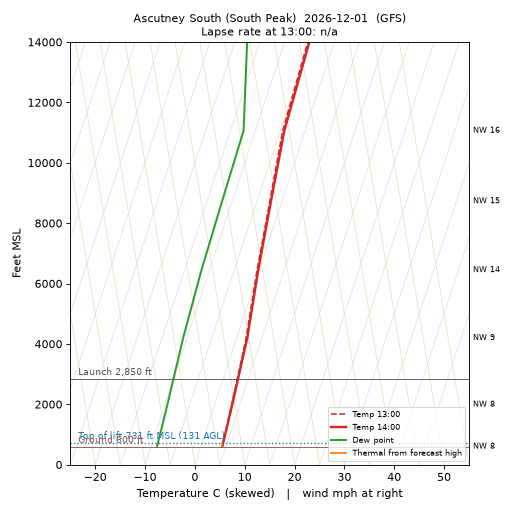 Ascutney South (South Peak)  2026-12-01  (GFS)
Lapse rate at 13:00: n/a
14000
12000
NW 16
10000
NW 15
8000
Feet MSL
NW 14
6000
NW 9
4000
Launch 2,850 ft
2000
NW 8
Temp 13:00
Temp 14:00
Dew point
Thermal from forecast high
Top of lift 731 ft MSL (131 AGL)
Ground 600 ft
NW 8
0
−20 −10 0 10 20 30 40 50
Temperature C (skewed)   |   wind mph at right